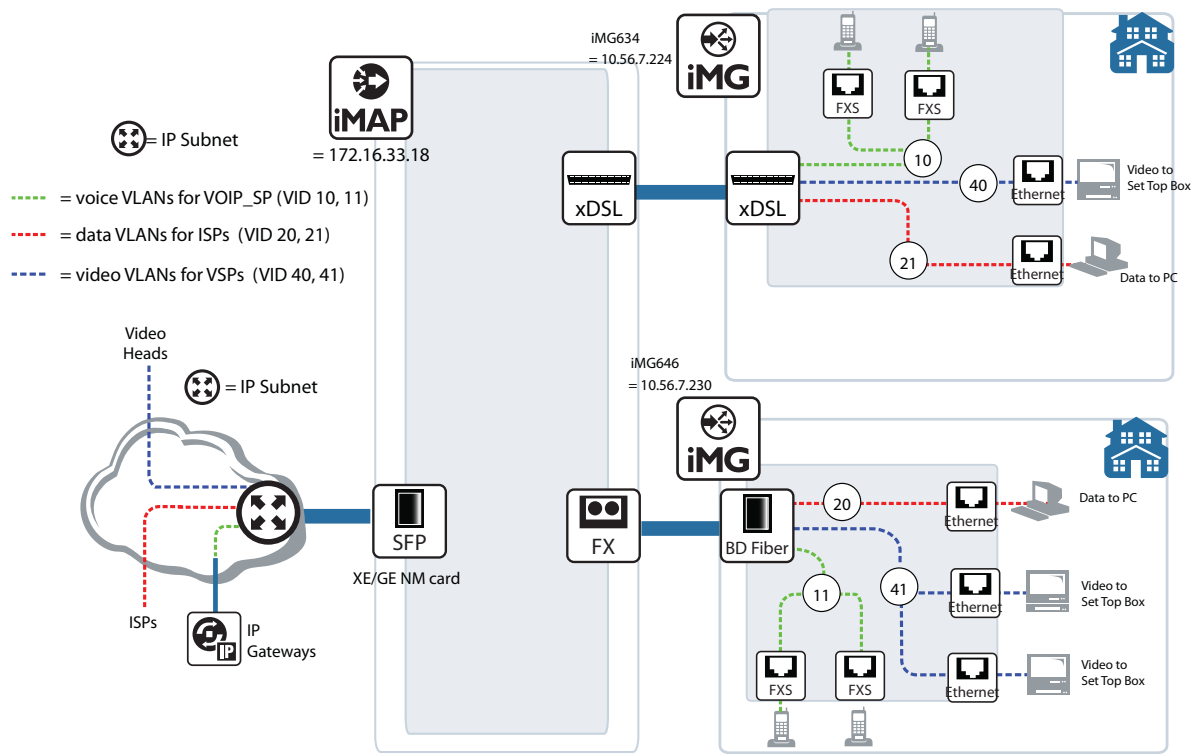 iMG634
= 10.56.7.224
iMG
iMAP
= 172.16.33.18
= IP Subnet
= voice VLANs for VOIP_SP (VID 10, 11)
= data VLANs for ISPs (VID 20, 21)
= video VLANs for VSPs (VID 40, 41)
FXS
FXS
10
xDSL
xDSL
40
Ethernet
Video to
Set Top Box
21
Ethernet
Data to PC
Video
Heads
= IP Subnet
iMG646
= 10.56.7.230
iMG
SFP
XE/GE NM card
FX
BD Fiber
20
Ethernet
Data to PC
41
Ethernet
Video to
Set Top Box
11
Ethernet
Video to
Set Top Box
FXS
FXS
ISPs
IP
IP
Gateways